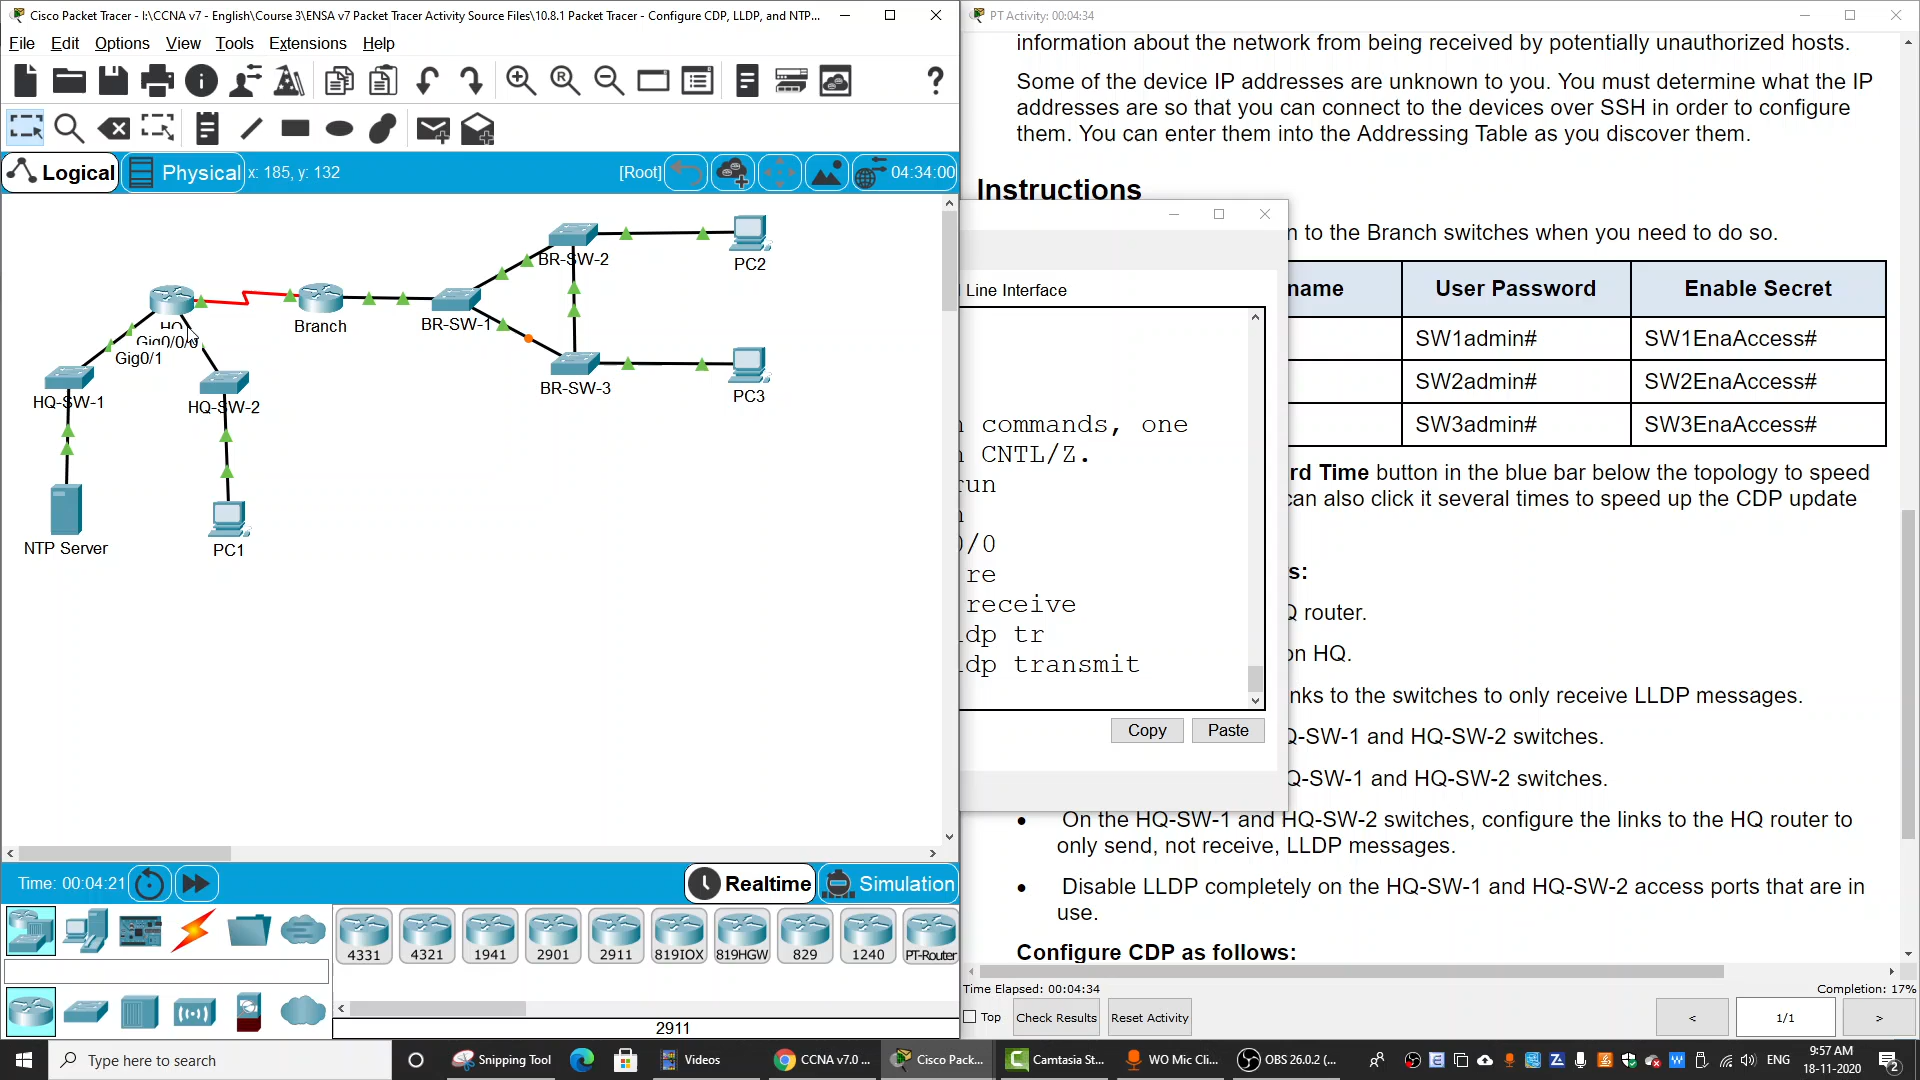 Cisco Packet Tracer - I:\CCNA v7 - English\Course 3\ENSA v7 Packet Tracer Activity Source Files\10.8.1 Packet Tracer - Configure CDP, LLDP, and NTP...
File Edit Options View Tools Extensions Help
Logical Physical x: 185, y: 132 [Root] 04:34:00
BR-SW-2
PC2
Branch
BR-SW-1
HQ
Gig0/0/0
Gig0/1
BR-SW-3
PC3
HQ-SW-1
HQ-SW-2
NTP Server
PC1
Time: 00:04:21 Realtime Simulation
4331 4321 1941 2901 2911 819IOX 819HGW 829 1240 PT-Router
2911
PT Activity: 00:04:34
information about the network from being received by potentially unauthorized hosts.
Some of the device IP addresses are unknown to you. You must determine what the IP
addresses are so that you can connect to the devices over SSH in order to configure
them. You can enter them into the Addressing Table as you discover them.
Instructions
n to the Branch switches when you need to do so.
name User Password Enable Secret
SW1admin# SW1EnaAccess#
SW2admin# SW2EnaAccess#
SW3admin# SW3EnaAccess#
rd Time button in the blue bar below the topology to speed
can also click it several times to speed up the CDP update
s:
Q router.
on HQ.
nks to the switches to only receive LLDP messages.
Q-SW-1 and HQ-SW-2 switches.
Q-SW-1 and HQ-SW-2 switches.
• On the HQ-SW-1 and HQ-SW-2 switches, configure the links to the HQ router to
only send, not receive, LLDP messages.
• Disable LLDP completely on the HQ-SW-1 and HQ-SW-2 access ports that are in
use.
Configure CDP as follows:
Line Interface
commands, one
CNTL/Z.
run
0/0
re
receive
ldp tr
ldp transmit
Copy Paste
Time Elapsed: 00:04:34 Completion: 17%
Top Check Results Reset Activity < 1/1 >
Type here to search Snipping Tool Videos CCNA v7.0 ... Cisco Pack... Camtasia St... WO Mic Cli... OBS 26.0.2 (... ENG
9:57 AM
18-11-2020
2